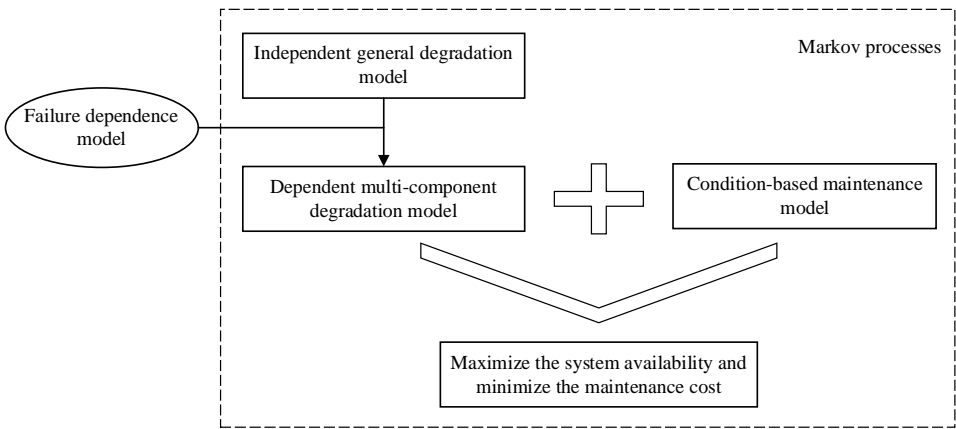 Independent general degradation
model
Markov processes
Failure dependence
model
Dependent multi-component
degradation model
Condition-based maintenance
model
Maximize the system availability and
minimize the maintenance cost